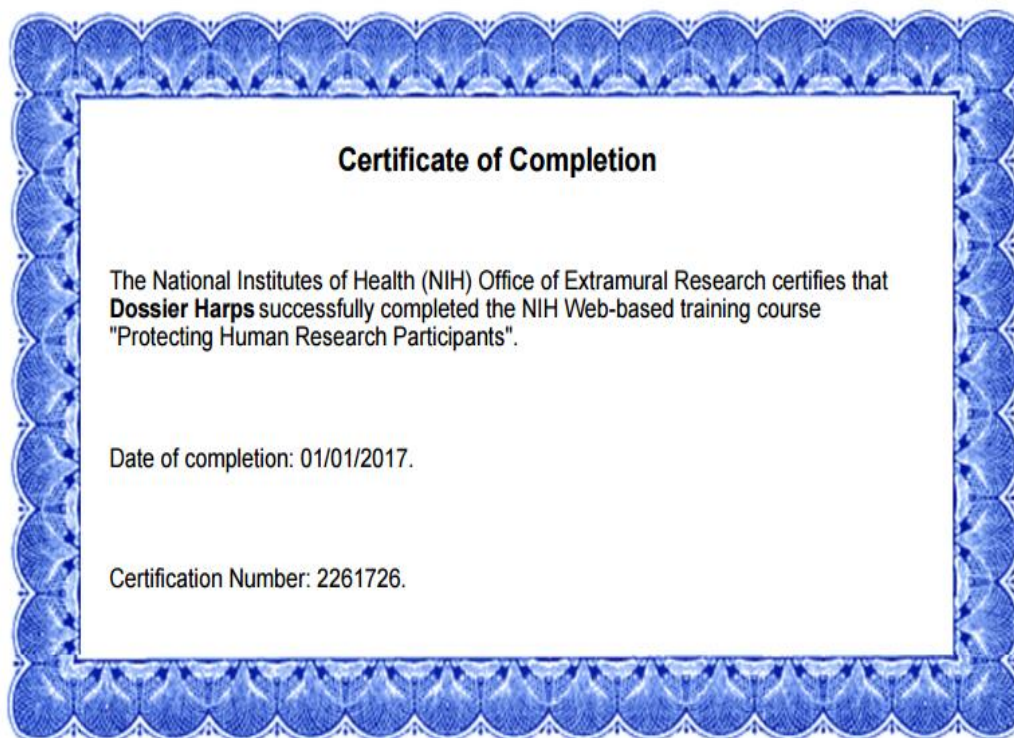 Certificate of Completion
The National Institutes of Health (NIH) Office of Extramural Research certifies that
Dossier Harps successfully completed the NIH Web-based training course
"Protecting Human Research Participants".
Date of completion: 01/01/2017.
Certification Number: 2261726.